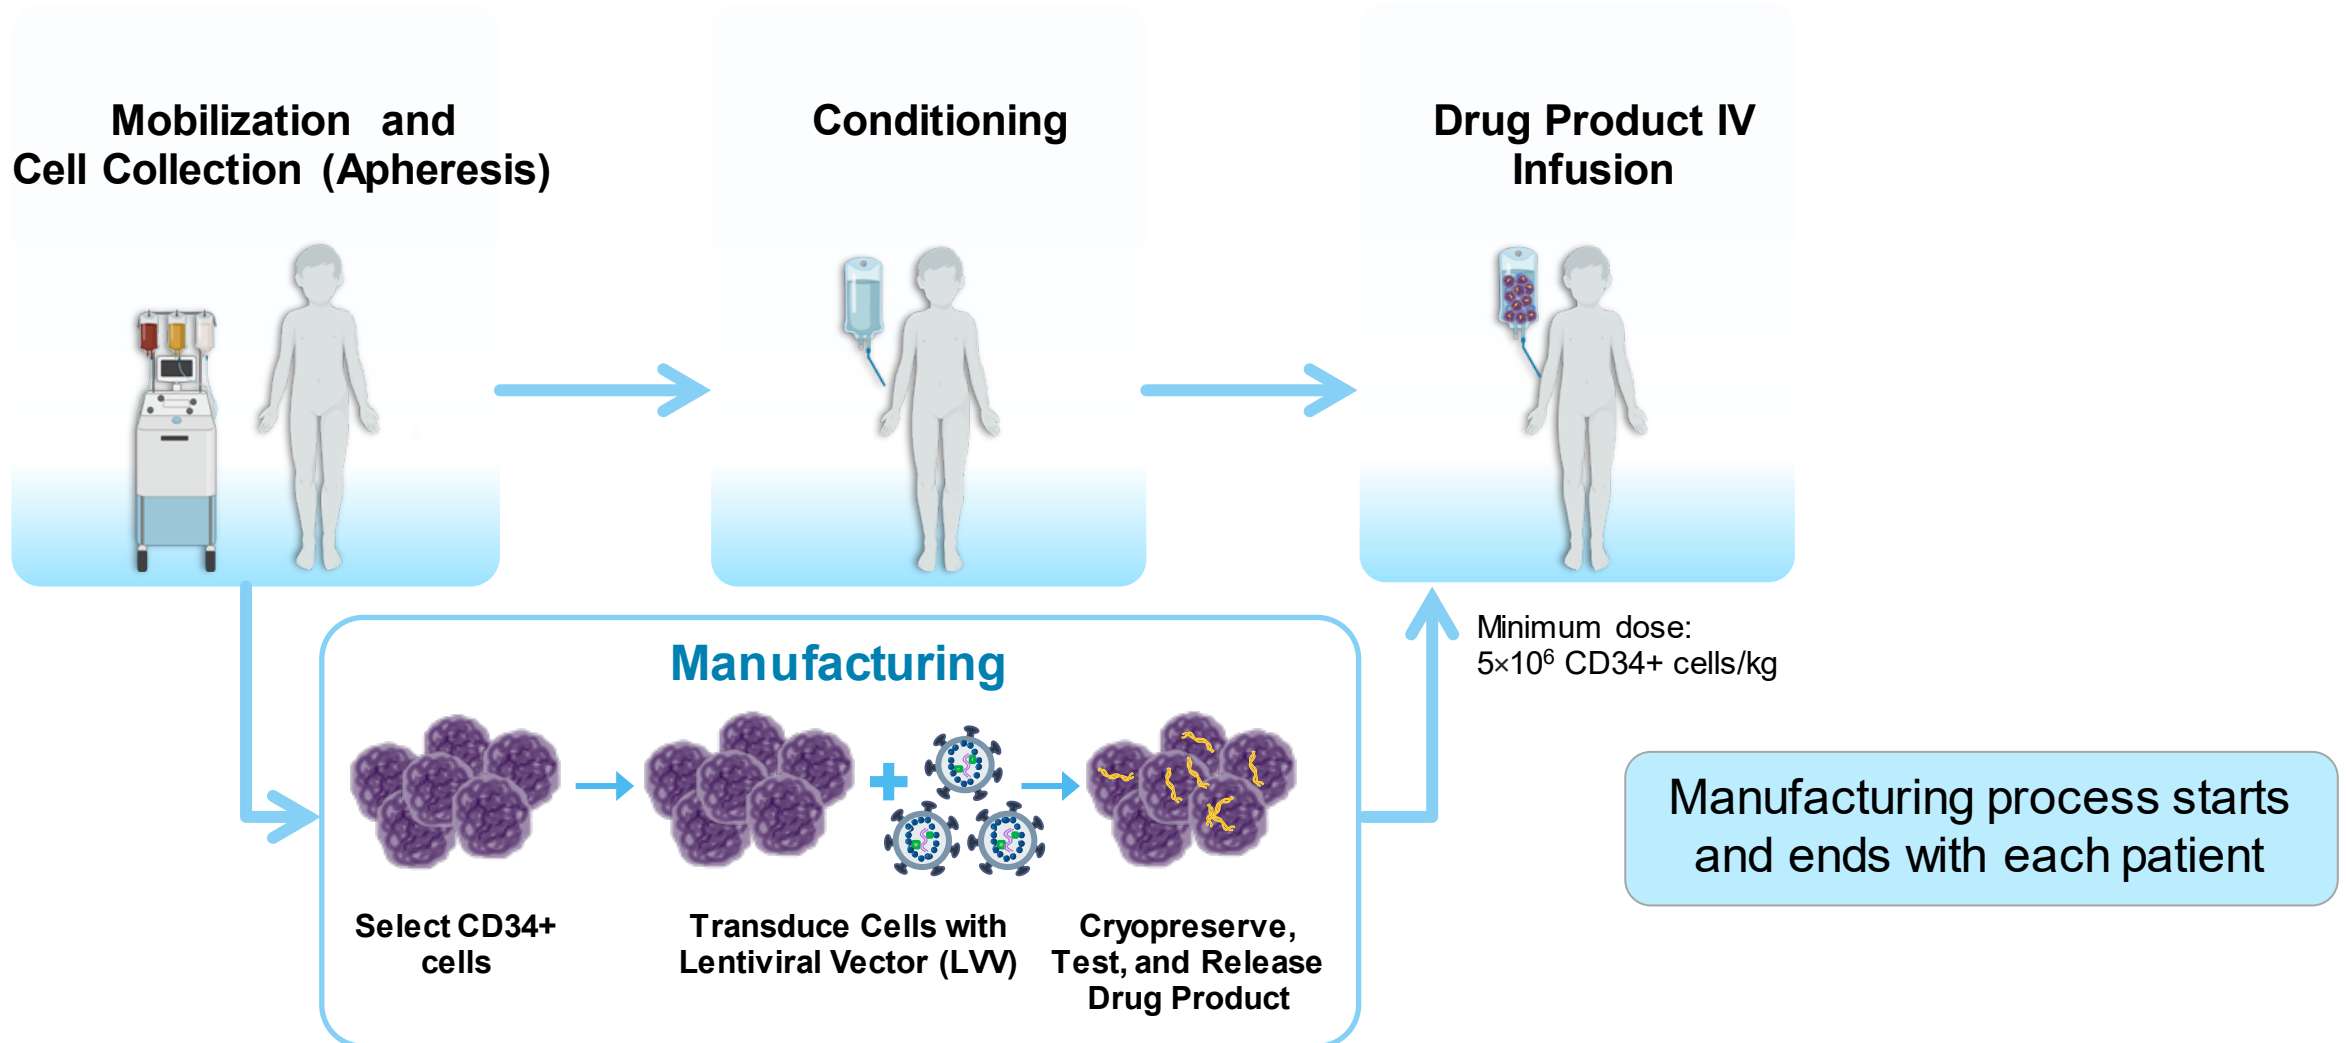 Mobilization and
Cell Collection (Apheresis)
Conditioning
Drug Product IV
Infusion
Minimum dose:
5×10⁶ CD34+ cells/kg
Manufacturing
Select CD34+
cells
Transduce Cells with
Lentiviral Vector (LVV)
Cryopreserve,
Test, and Release
Drug Product
Manufacturing process starts
and ends with each patient